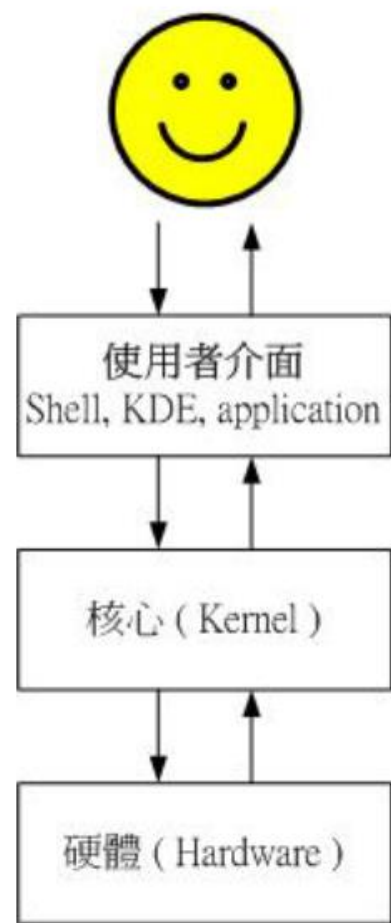 使用者介面
Shell, KDE, application
核心 ( Kernel )
硬體 ( Hardware )